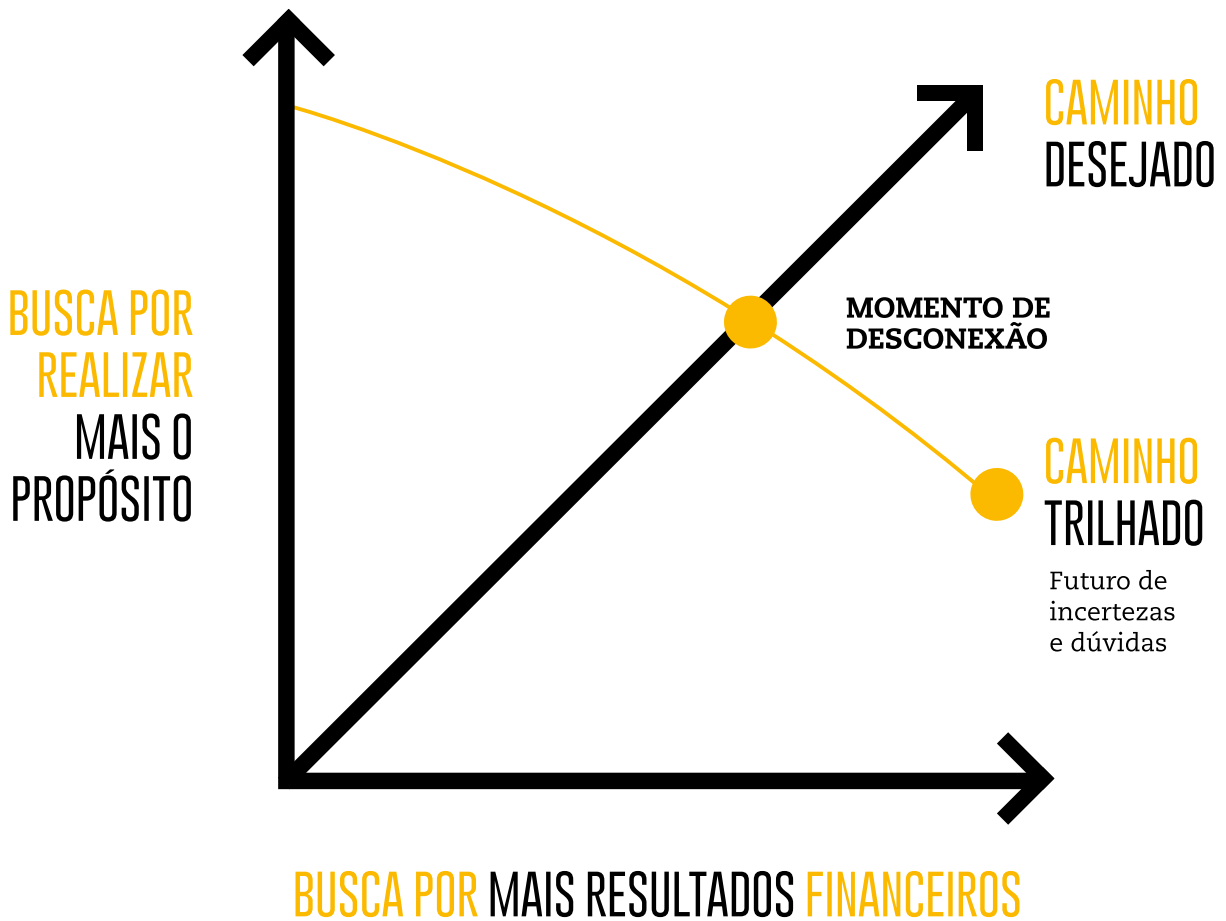 CAMINHO
DESEJADO
BUSCA POR
REALIZAR
MAIS O
PROPÓSITO
MOMENTO DE
DESCONEXÃO
CAMINHO
TRILHADO
Futuro de
incertezas
e dúvidas
BUSCA POR MAIS RESULTADOS FINANCEIROS